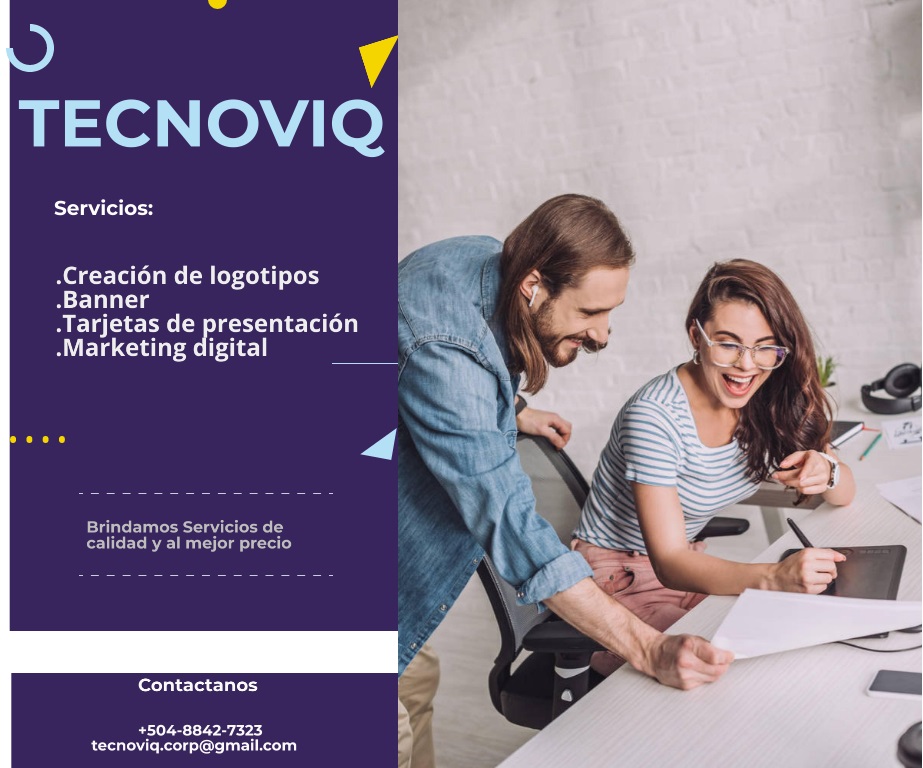 TECNOVIQ
Servicios:
.Creación de logotipos
.Banner
.Tarjetas de presentación
.Marketing digital
Brindamos Servicios de
calidad y al mejor precio
Contactanos
+504-8842-7323
tecnoviq.corp@gmail.com